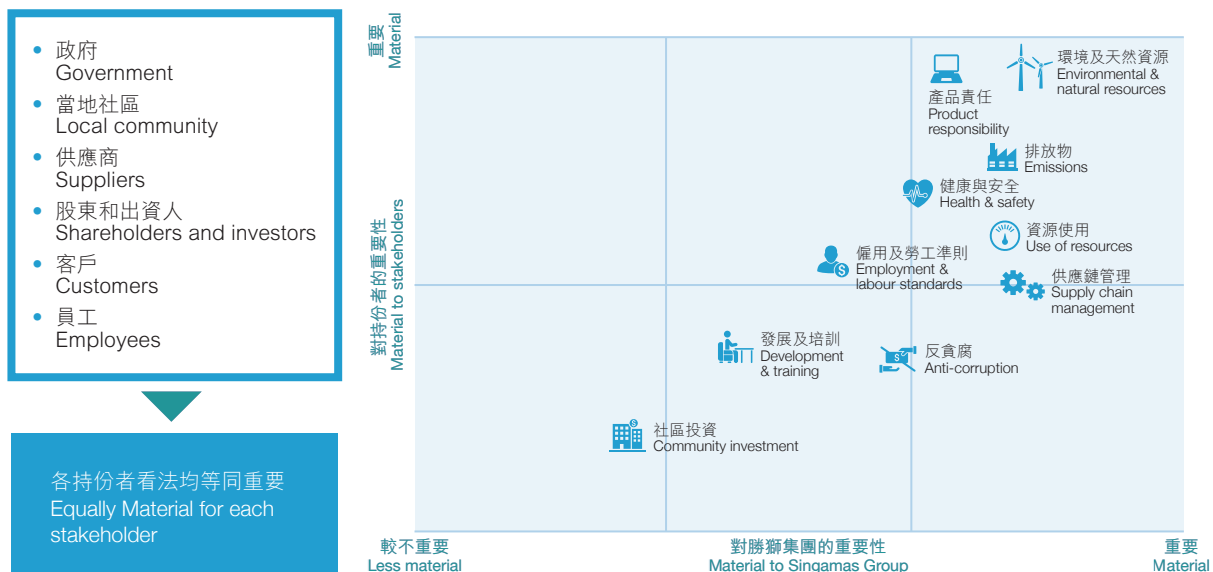 政府
Government
當地社區
Local community
供應商
Suppliers
股東和出資人
Shareholders and investors
客戶
Customers
員工
Employees
各持份者看法均等同重要
Equally Material for each
stakeholder
重要
Material
對持份者的重要性
Material to stakeholders
環境及天然資源
Environmental &
natural resources
產品責任
Product
responsibility
排放物
Emissions
健康與安全
Health & safety
資源使用
Use of resources
僱用及勞工準則
Employment &
labour standards
供應鏈管理
Supply chain
management
發展及培訓
Development
& training
反貪腐
Anti-corruption
社區投資
Community investment
較不重要
Less material
對勝獅集團的重要性
Material to Singamas Group
重要
Material